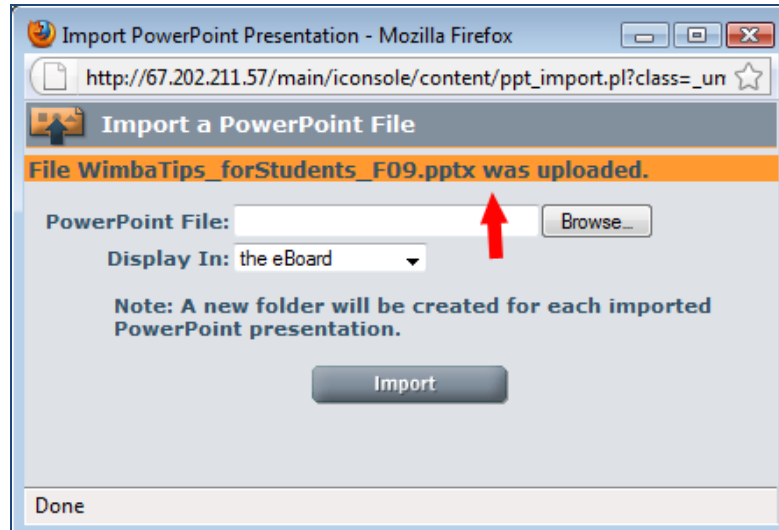 Import PowerPoint Presentation - Mozilla Firefox
http://67.202.211.57/main/iconsole/content/ppt_import.pl?class=_un
Import a PowerPoint File
File WimbaTips_forStudents_F09.pptx was uploaded.
PowerPoint File: Browse...
Display In: the eBoard
Note: A new folder will be created for each imported
PowerPoint presentation.
Import
Done